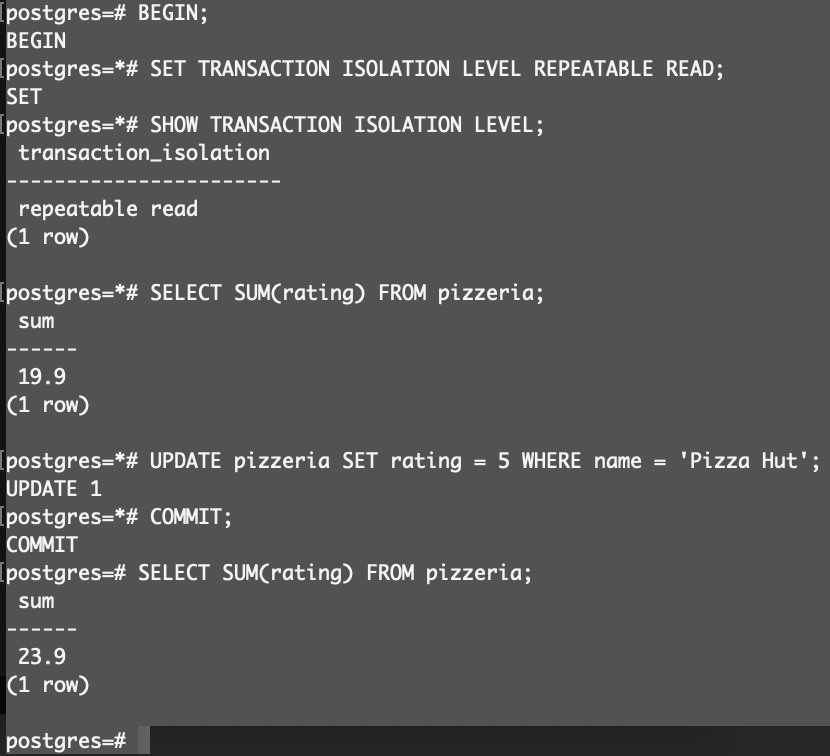 postgres=# BEGIN;
BEGIN
postgres=*# SET TRANSACTION ISOLATION LEVEL REPEATABLE READ;
SET
postgres=*# SHOW TRANSACTION ISOLATION LEVEL;
 transaction_isolation
-----------------------
 repeatable read
(1 row)

postgres=*# SELECT SUM(rating) FROM pizzeria;
 sum
------
 19.9
(1 row)

postgres=*# UPDATE pizzeria SET rating = 5 WHERE name = 'Pizza Hut';
UPDATE 1
postgres=*# COMMIT;
COMMIT
postgres=# SELECT SUM(rating) FROM pizzeria;
 sum
------
 23.9
(1 row)

postgres=#